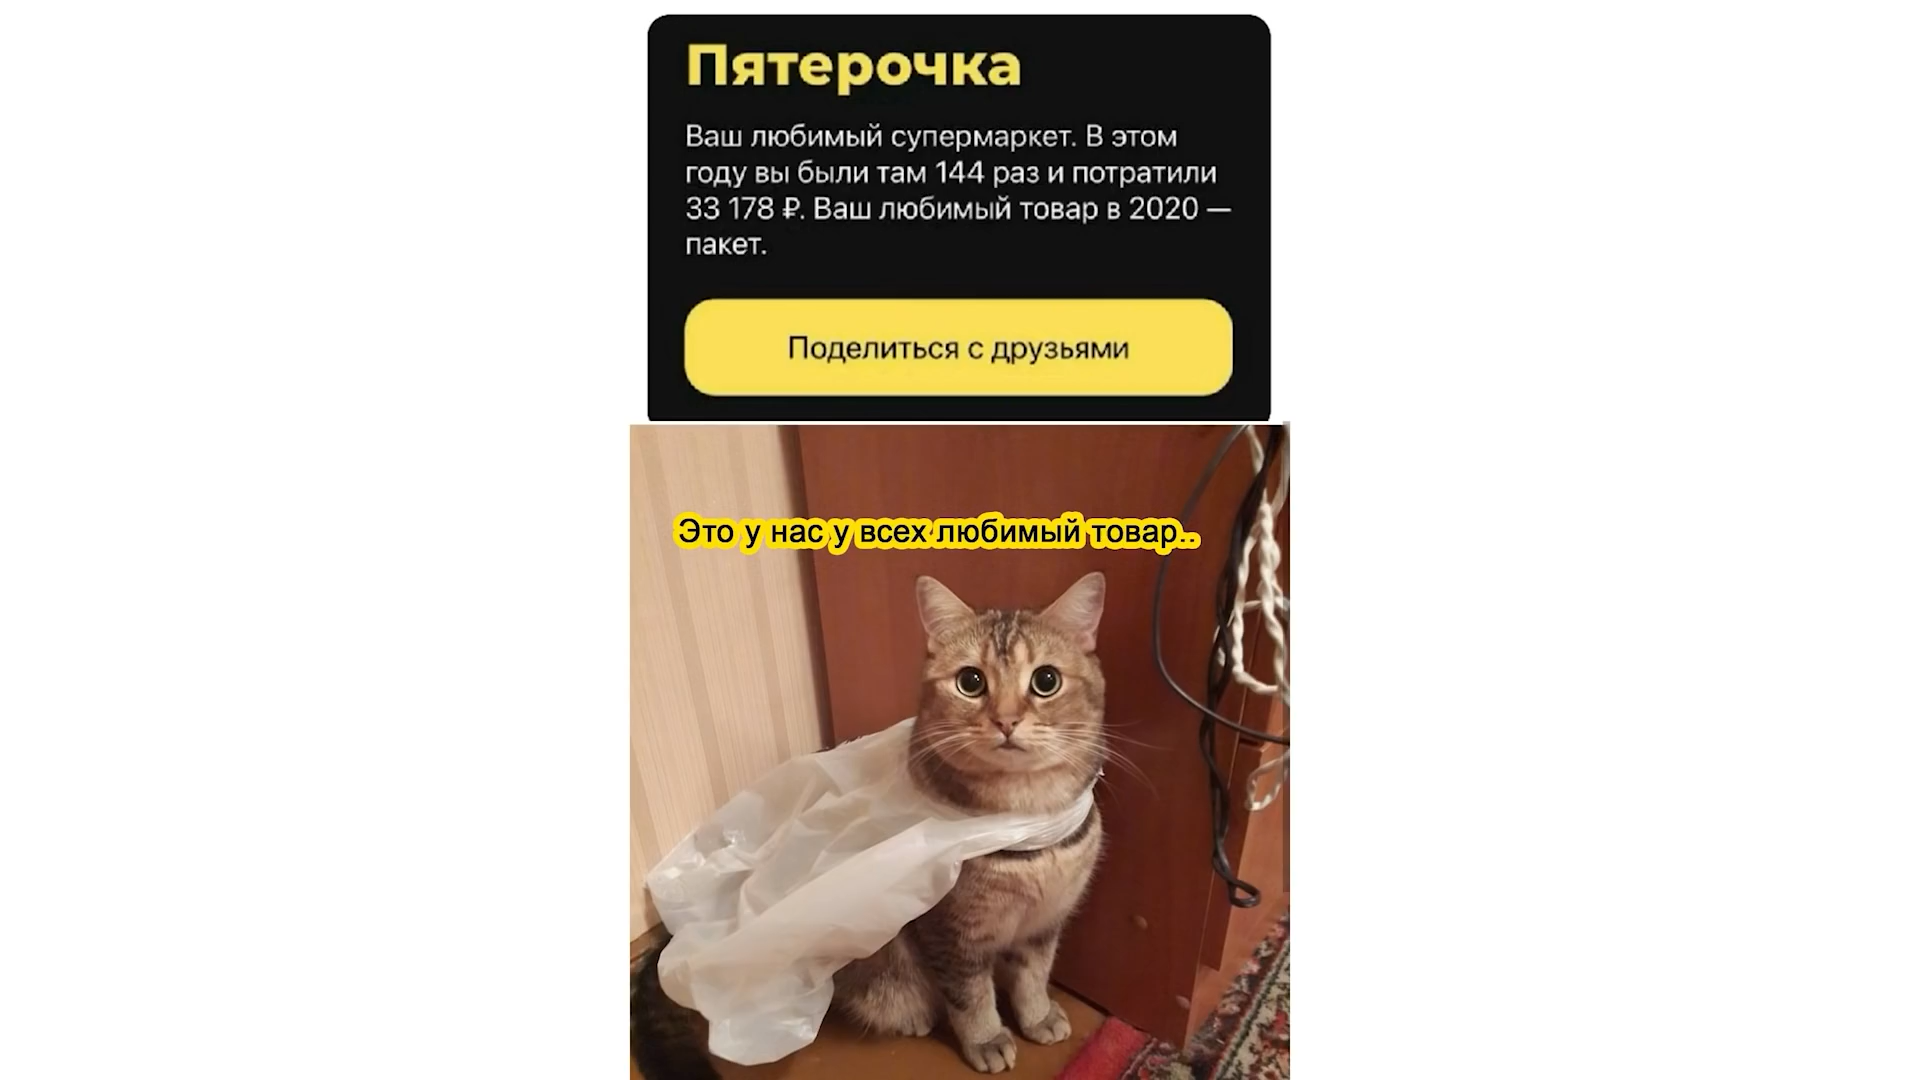 Пятерочка
Ваш любимый супермаркет. В этом
году вы были там 144 раз и потратили
33 178 ₽. Ваш любимый товар в 2020 —
пакет.
Поделиться с друзьями
Это у нас у всех любимый товар..